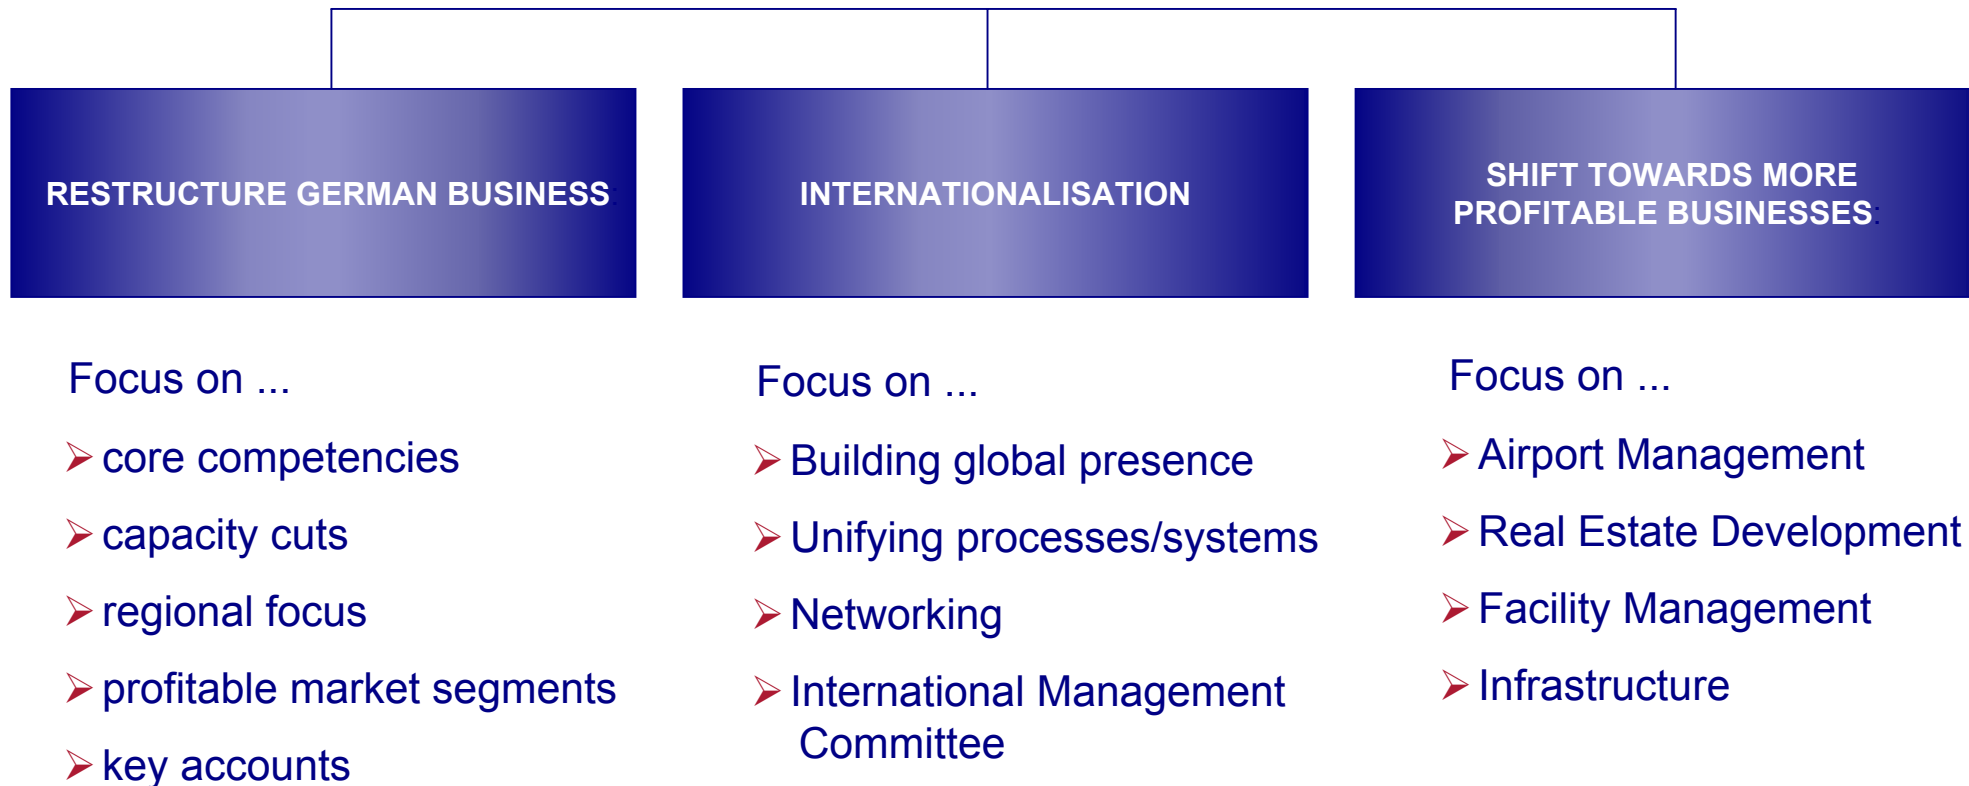 RESTRUCTURE GERMAN BUSINESS:
Focus on ...
core competencies
capacity cuts
regional focus
profitable market segments
key accounts
INTERNATIONALISATION
Focus on ...
Building global presence
Unifying processes/systems
Networking
International Management
Committee
SHIFT TOWARDS MORE
PROFITABLE BUSINESSES:
Focus on ...
Airport Management
Real Estate Development
Facility Management
Infrastructure